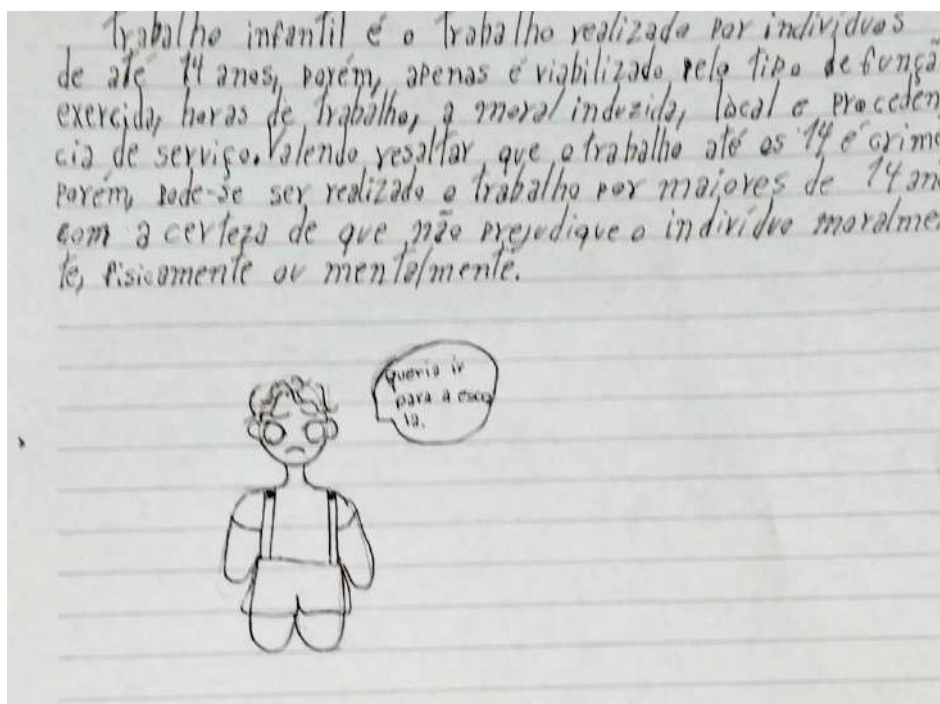 Trabalho infantil é o trabalho realizado por indivíduos
de até 14 anos, porém, apenas é viabilizado pelo tipo de funçã
exercida, horas de trabalho, a moral induzida, local e proceden
cia de serviço. Valendo resaltar, que o trabalho até os 14 é crime
porém, pode-se ser realizado o trabalho por maiores de 14 an
com a certeza de que não prejudique o indivíduo moralmen
te, fisicamente ou mentalmente.
Queria ir
para a esco
la.